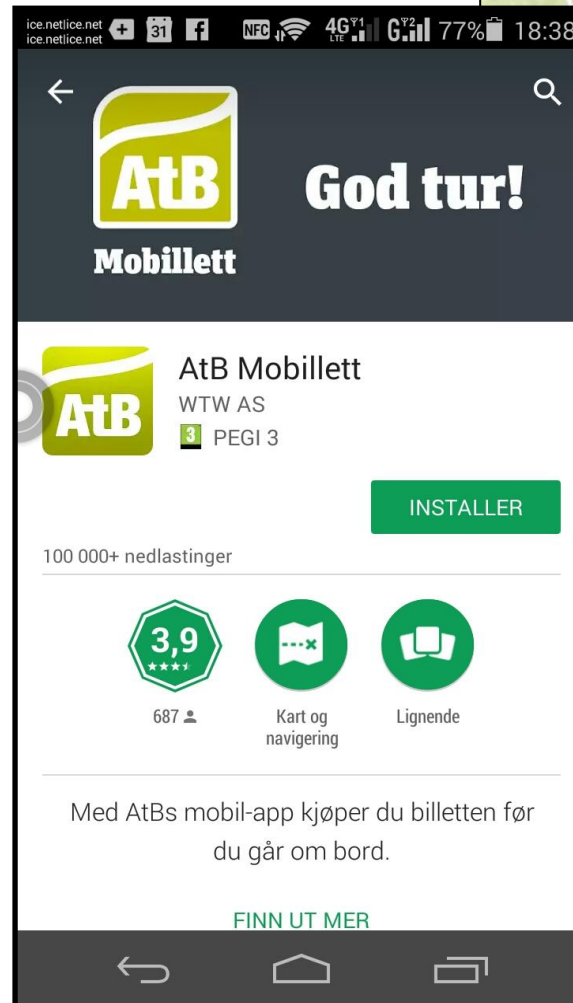 ice.netlice.net
ice.netlice.net
31 f NFC 4G LTE G 77% 18:38
AtB
God tur!
Mobillett
AtB
AtB Mobillett
WTW AS
3 PEGI 3
INSTALLER
100 000+ nedlastinger
3,9
687
Kart og
navigering
Lignende
Med AtBs mobil-app kjøper du billetten før
du går om bord.
FINN UT MER